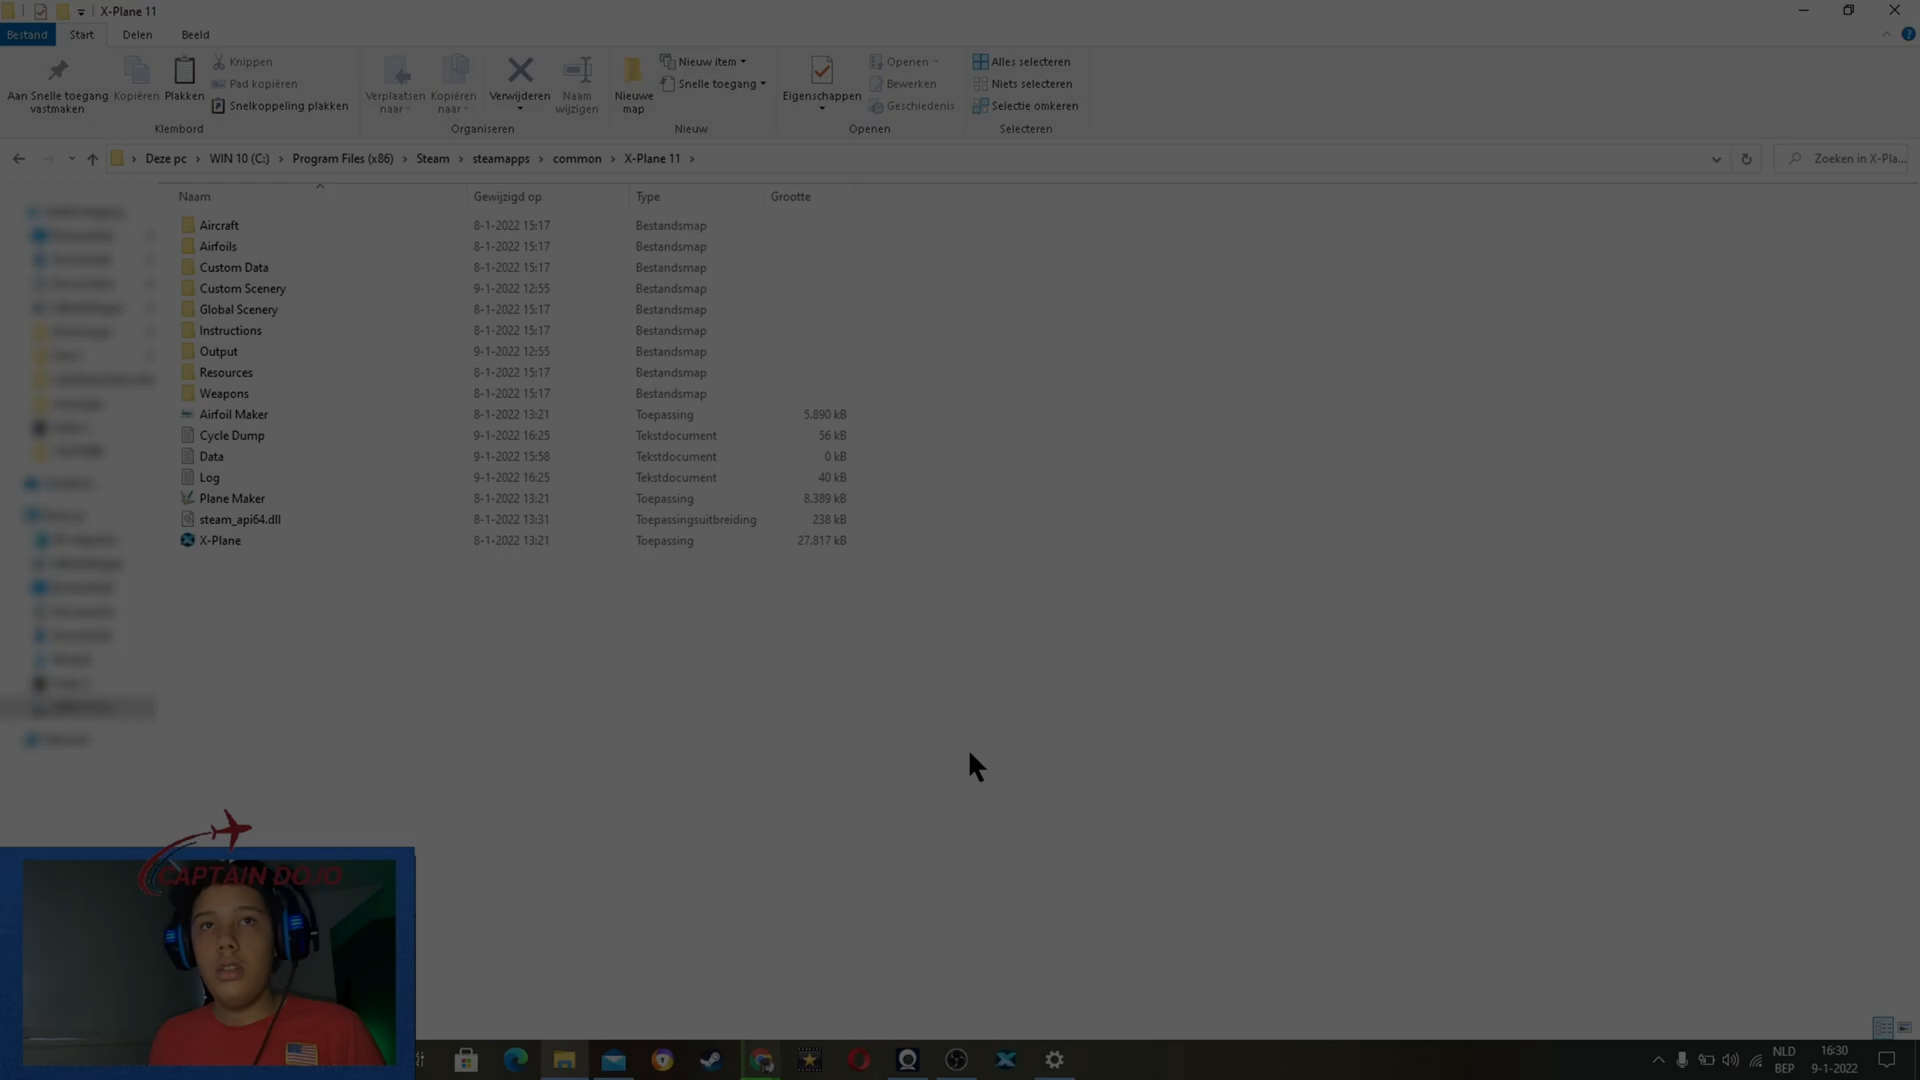 X-Plane 11
Bestand Start Delen Beeld
Aan Snelle toegang vastmaken
Kopiëren
Plakken
Knippen
Pad kopiëren
Snelkoppeling plakken
Klembord
Verplaatsen naar
Kopiëren naar
Verwijderen
Naam wijzigen
Organiseren
Nieuwe map
Nieuw item
Snelle toegang
Nieuw
Eigenschappen
Openen
Bewerken
Geschiedenis
Openen
Alles selecteren
Niets selecteren
Selectie omkeren
Selecteren
Deze pc › WIN 10 (C:) › Program Files (x86) › Steam › steamapps › common › X-Plane 11 ›
Zoeken in X-Pla...
Naam Gewijzigd op Type Grootte
Aircraft 8-1-2022 15:17 Bestandsmap
Airfoils 8-1-2022 15:17 Bestandsmap
Custom Data 8-1-2022 15:17 Bestandsmap
Custom Scenery 9-1-2022 12:55 Bestandsmap
Global Scenery 8-1-2022 15:17 Bestandsmap
Instructions 8-1-2022 15:17 Bestandsmap
Output 9-1-2022 12:55 Bestandsmap
Resources 8-1-2022 15:17 Bestandsmap
Weapons 8-1-2022 15:17 Bestandsmap
Airfoil Maker 8-1-2022 13:21 Toepassing 5.890 kB
Cycle Dump 9-1-2022 16:25 Tekstdocument 56 kB
Data 9-1-2022 15:58 Tekstdocument 0 kB
Log 9-1-2022 16:25 Tekstdocument 40 kB
Plane Maker 8-1-2022 13:21 Toepassing 8.389 kB
steam_api64.dll 8-1-2022 13:31 Toepassingsuitbreiding 238 kB
X-Plane 8-1-2022 13:21 Toepassing 27.817 kB
CAPTAIN DOJO
NLD
BEP
16:30
9-1-2022